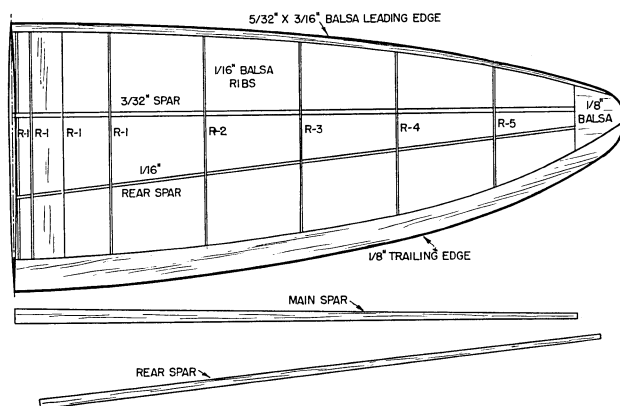 5/32" X 3/16" BALSA LEADING EDGE
1/16" BALSA
RIBS
3/32" SPAR
1/8"
BALSA
R-1 R-1 R-1 R-1 R-2 R-3 R-4 R-5
1/16"
REAR SPAR
1/8" TRAILING EDGE
MAIN SPAR
REAR SPAR